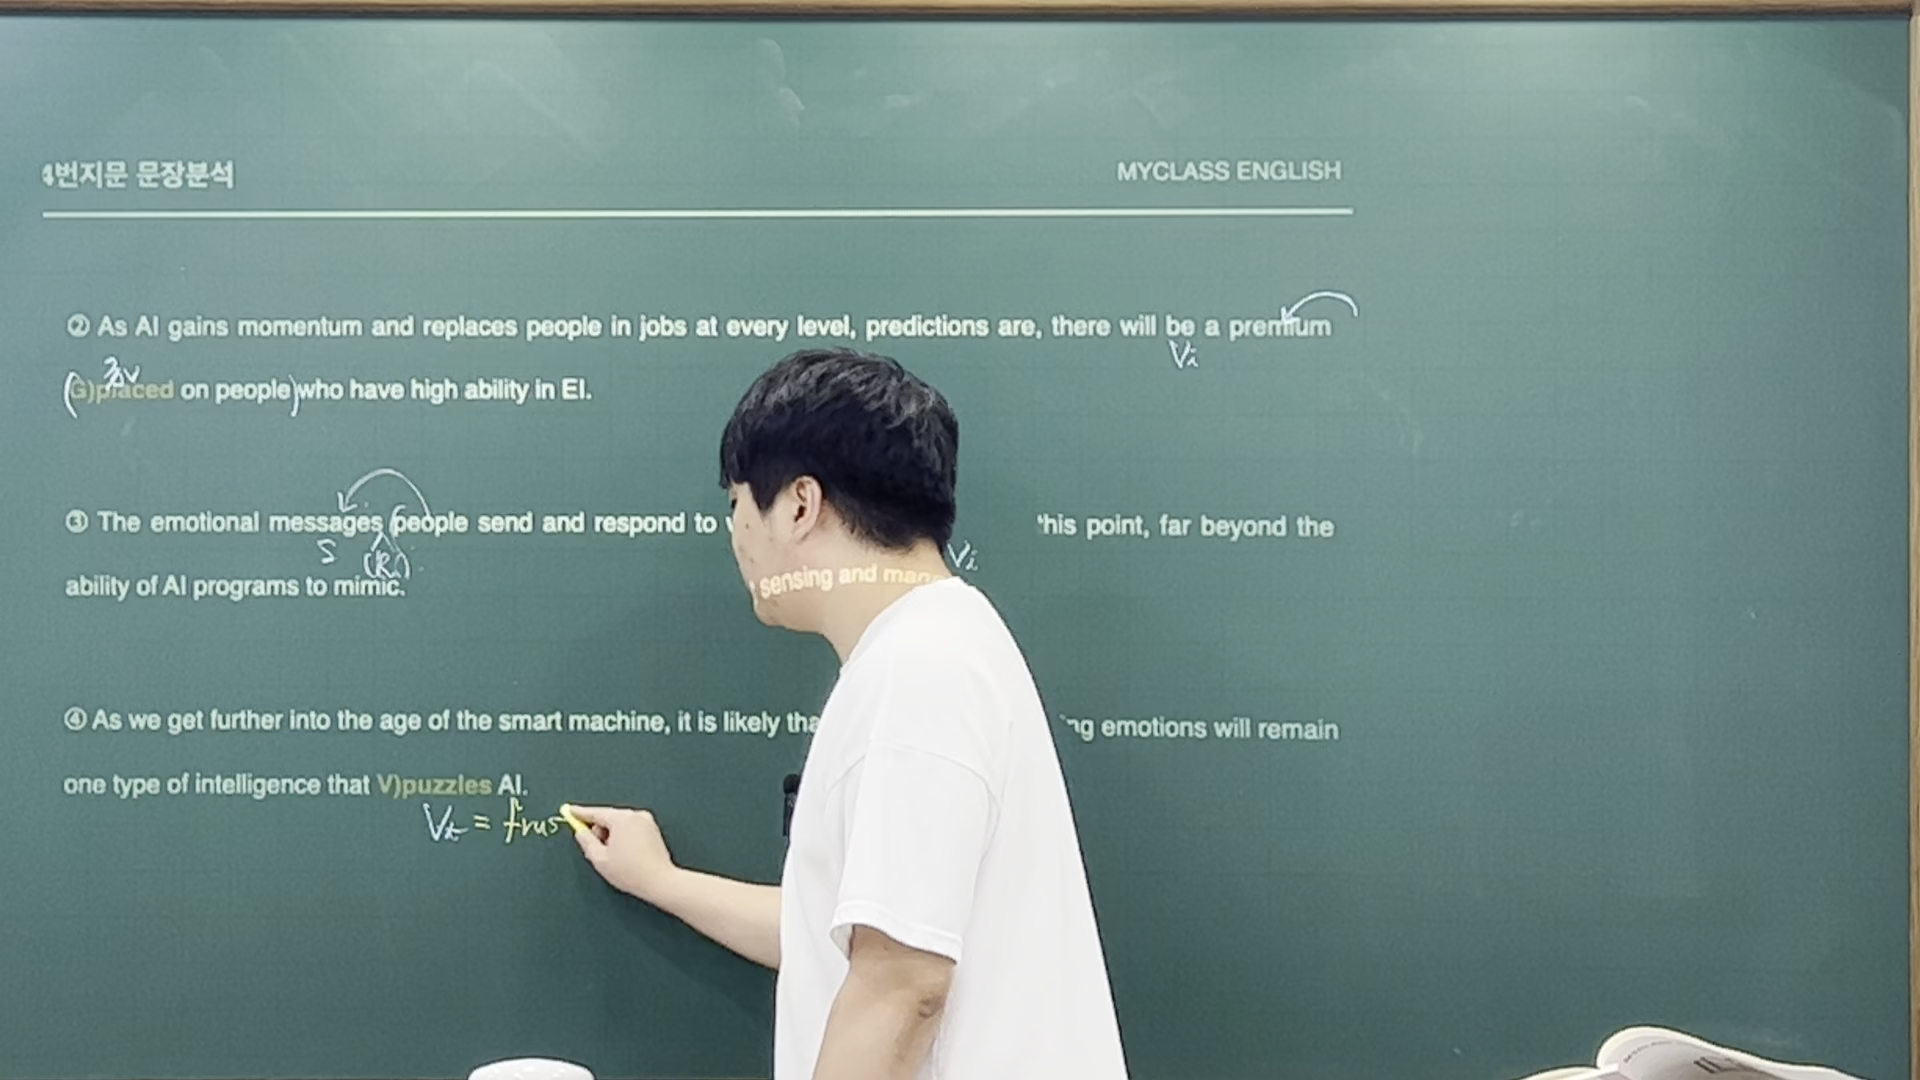 4번지문 문장분석
MYCLASS ENGLISH
② As AI gains momentum and replaces people in jobs at every level, predictions are, there will be a premium
Vi
(G)placed on people) who have high ability in EI.
③ The emotional messages (people send and respond to
this point, far beyond the
S (R.) Vi
ability of AI programs to mimic.
sensing and
④ As we get further into the age of the smart machine, it is likely
emotions will remain
one type of intelligence that V)puzzles AI.
Vt = frus